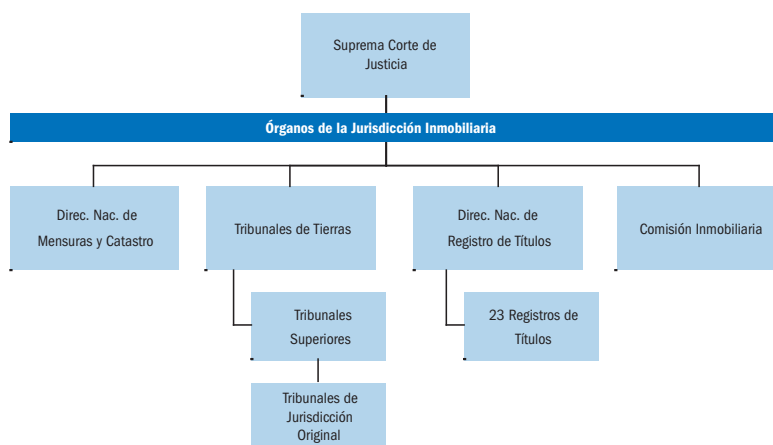 Suprema Corte de
Justicia
Órganos de la Jurisdicción Inmobiliaria
Direc. Nac. de
Mensuras y Catastro
Tribunales de Tierras
Direc. Nac. de
Registro de Títulos
Comisión Inmobiliaria
Tribunales
Superiores
23 Registros de
Títulos
Tribunales de
Jurisdicción
Original